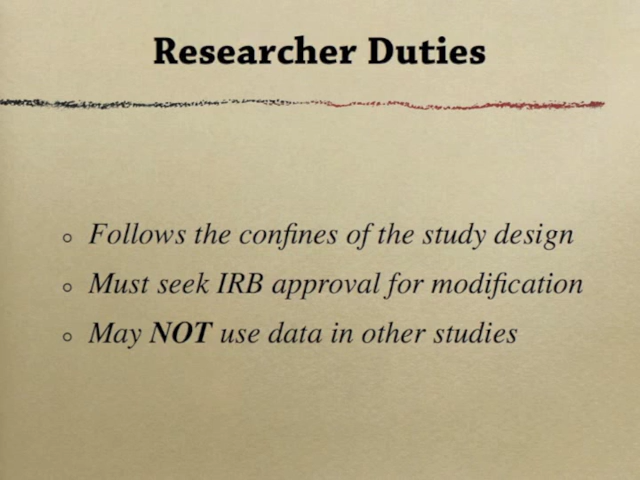 Researcher Duties
Follows the confines of the study design
Must seek IRB approval for modification
May NOT use data in other studies